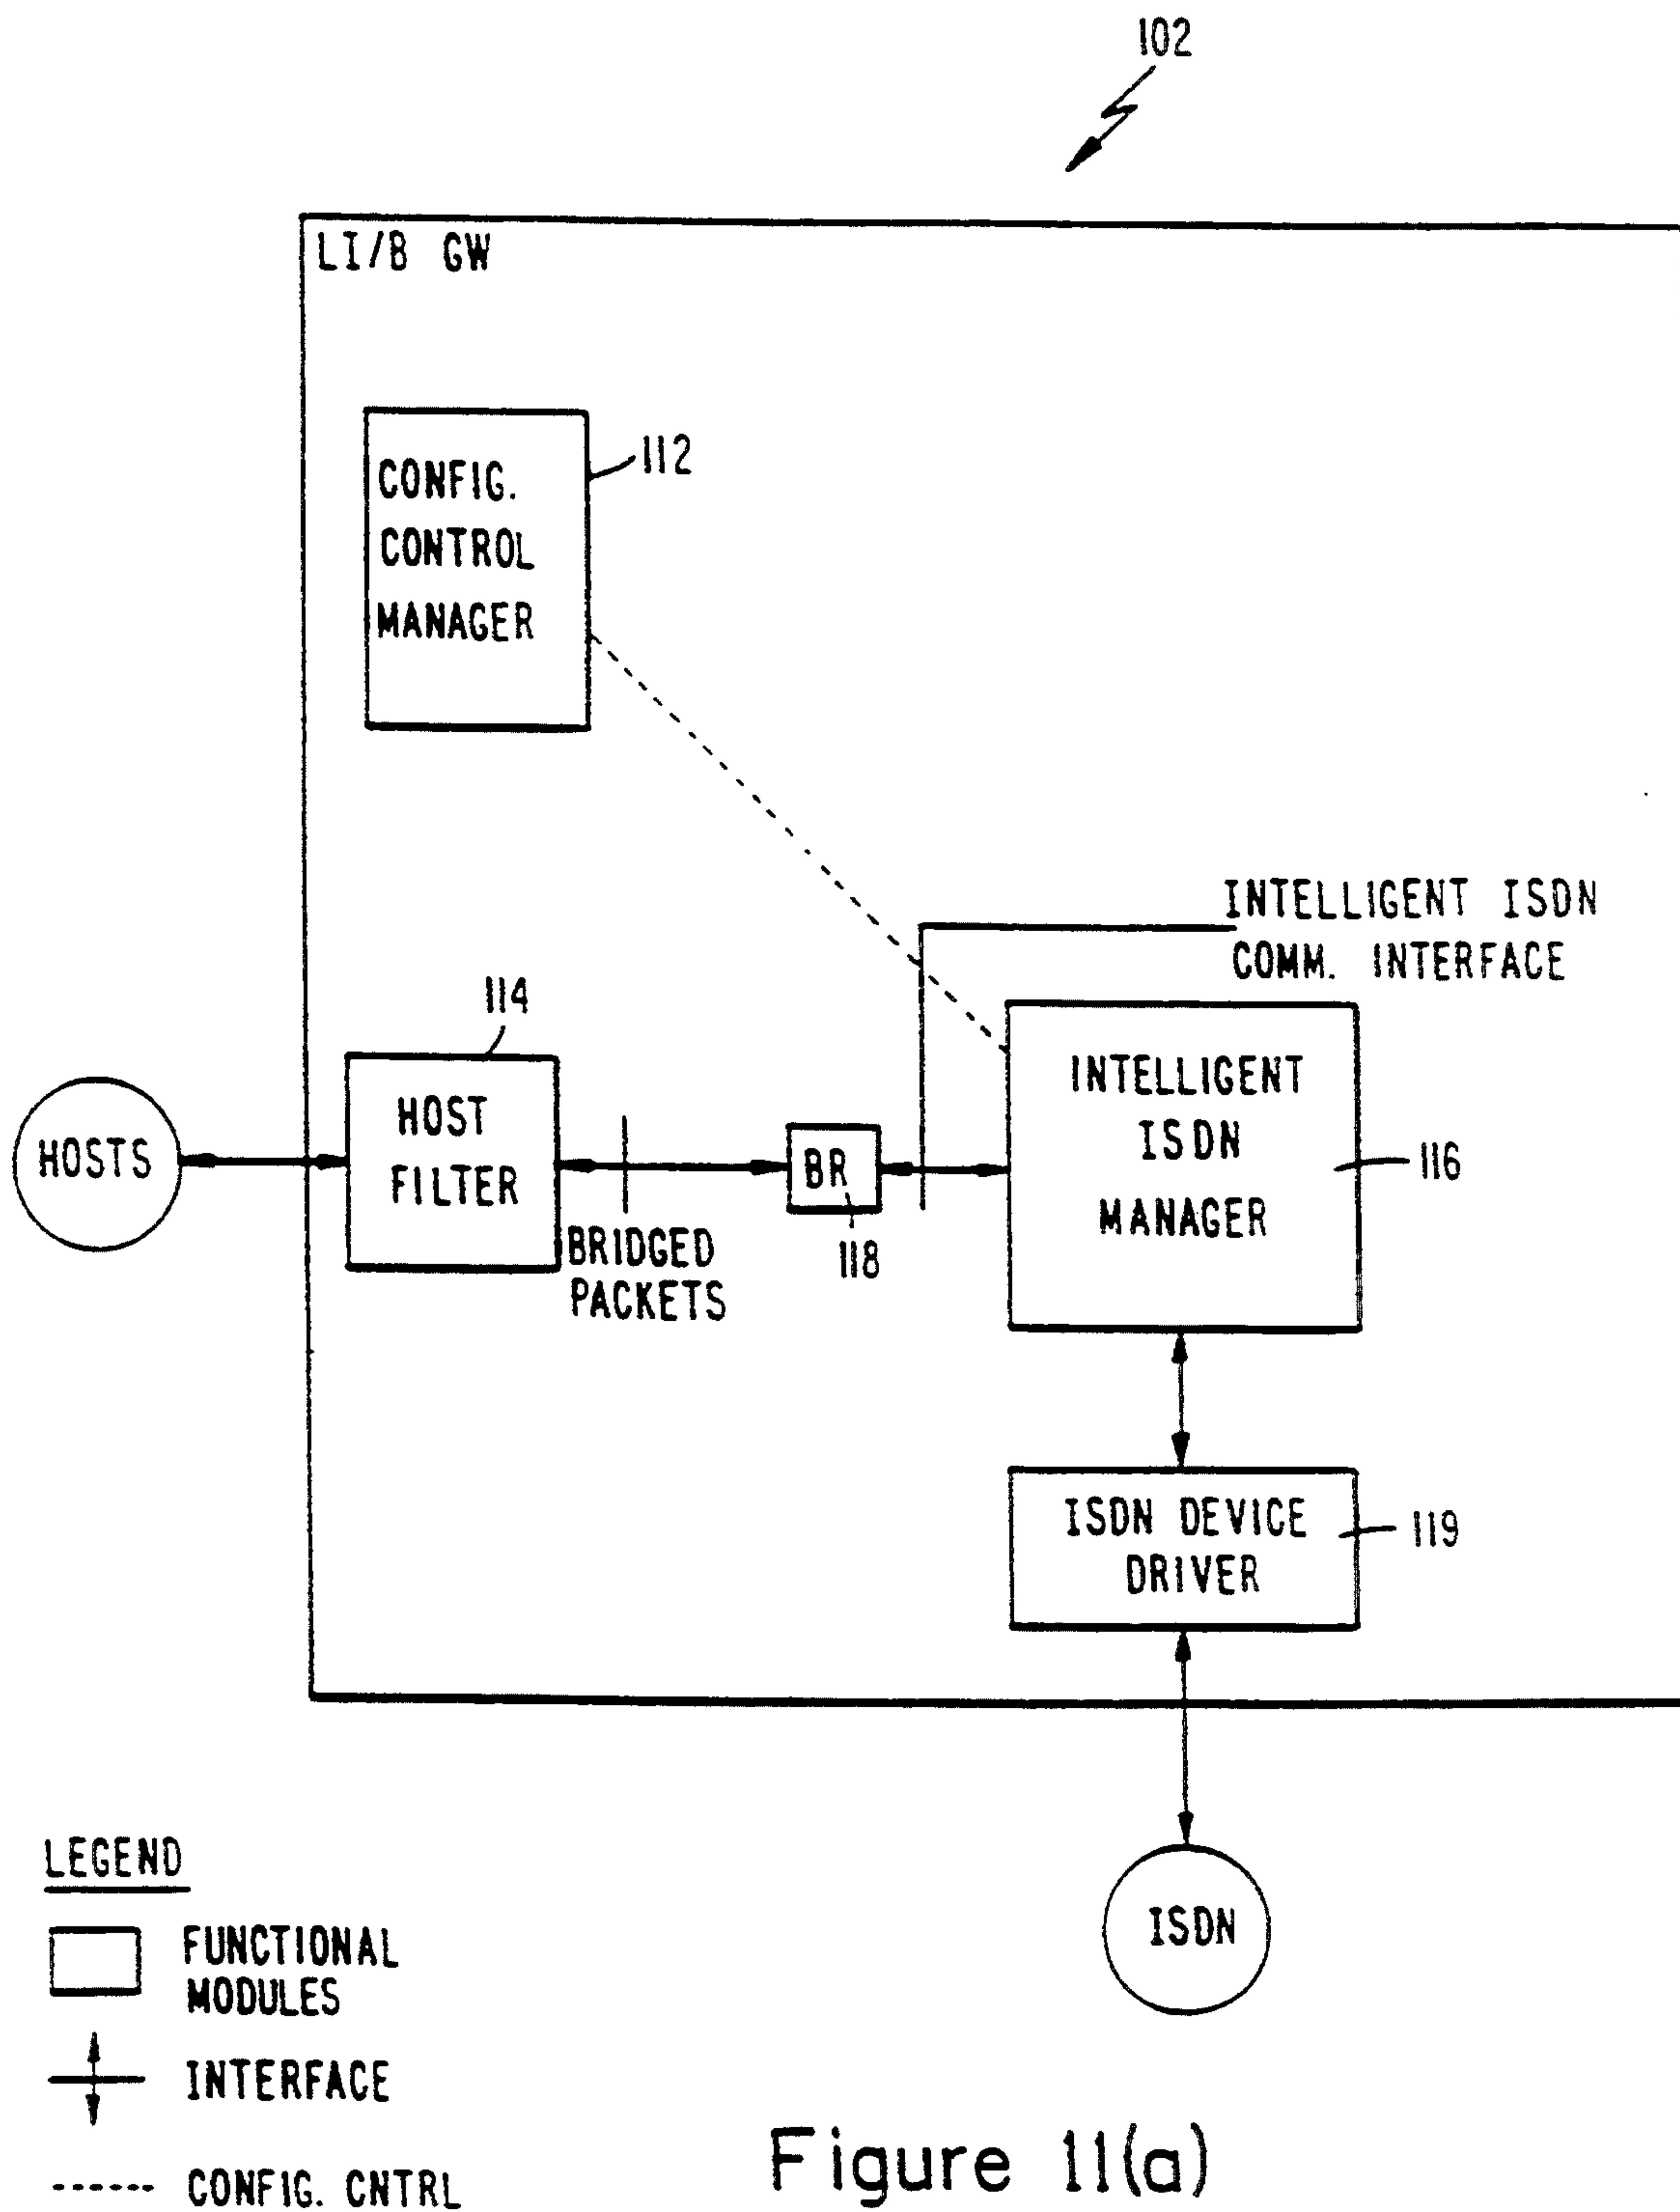 102
LI/B GW
CONFIG.
CONTROL
MANAGER
112
INTELLIGENT ISDN
COMM. INTERFACE
114
HOST
FILTER
HOSTS
BRIDGED
PACKETS
BR
118
INTELLIGENT
ISDN
MANAGER
116
ISDN DEVICE
DRIVER
119
ISDN
LEGEND
FUNCTIONAL
MODULES
INTERFACE
CONFIG. CNTRL
Figure 11(a)